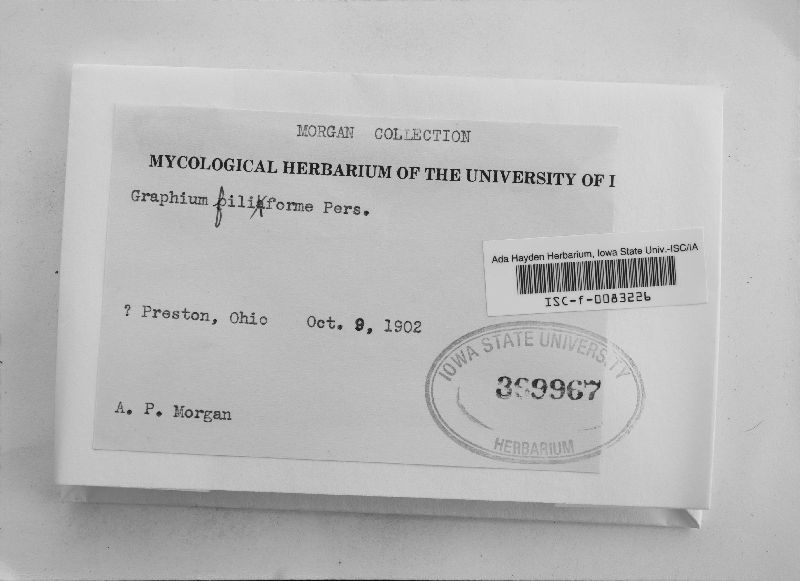 MORGAN COLLECTION
MYCOLOGICAL HERBARIUM OF THE UNIVERSITY OF I
Graphium filiforme Pers.
Ada Hayden Herbarium, Iowa State Univ.-ISC/IA
ISC-f-0083226
? Preston, Ohio Oct. 9, 1902
IOWA STATE UNIVERSITY
HERBARIUM
A. P. Morgan